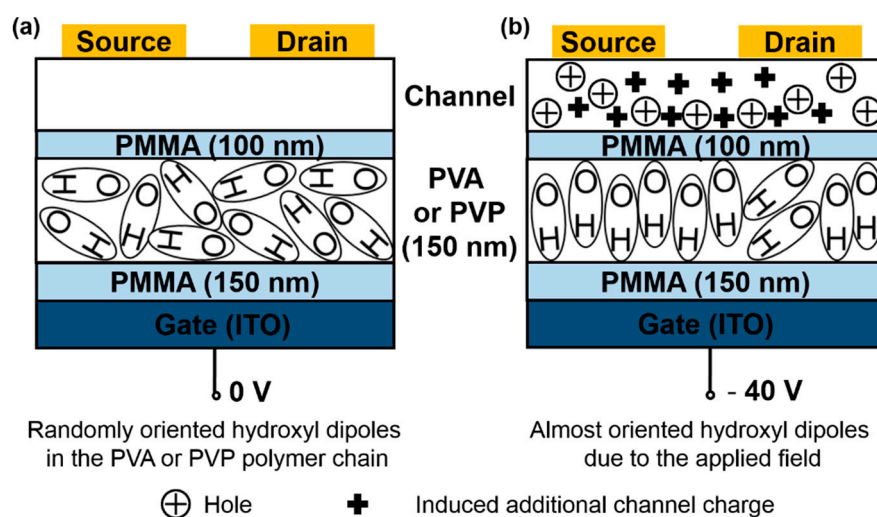 (a)
Source
Drain
PMMA (100 nm)
H O
H O
H O
H O
H O
O H
O H
H O
O H
H O
O H
PMMA (150 nm)
Gate (ITO)
0 V
Randomly oriented hydroxyl dipoles
in the PVA or PVP polymer chain
Channel
PVA
or PVP
(150 nm)
(b)
Source
Drain
PMMA (100 nm)
O H
O H
O H
O H
O H
O H
O H
O H
O H
O H
PMMA (150 nm)
Gate (ITO)
- 40 V
Almost oriented hydroxyl dipoles
due to the applied field
Hole
Induced additional channel charge